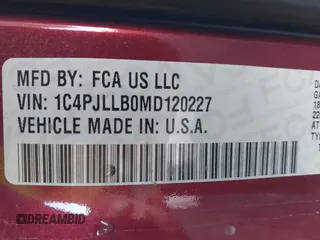 MFD BY: FCA US LLC
VIN: 1C4PJLLB0MD120227
VEHICLE MADE IN: U.S.A.
DREAMBID